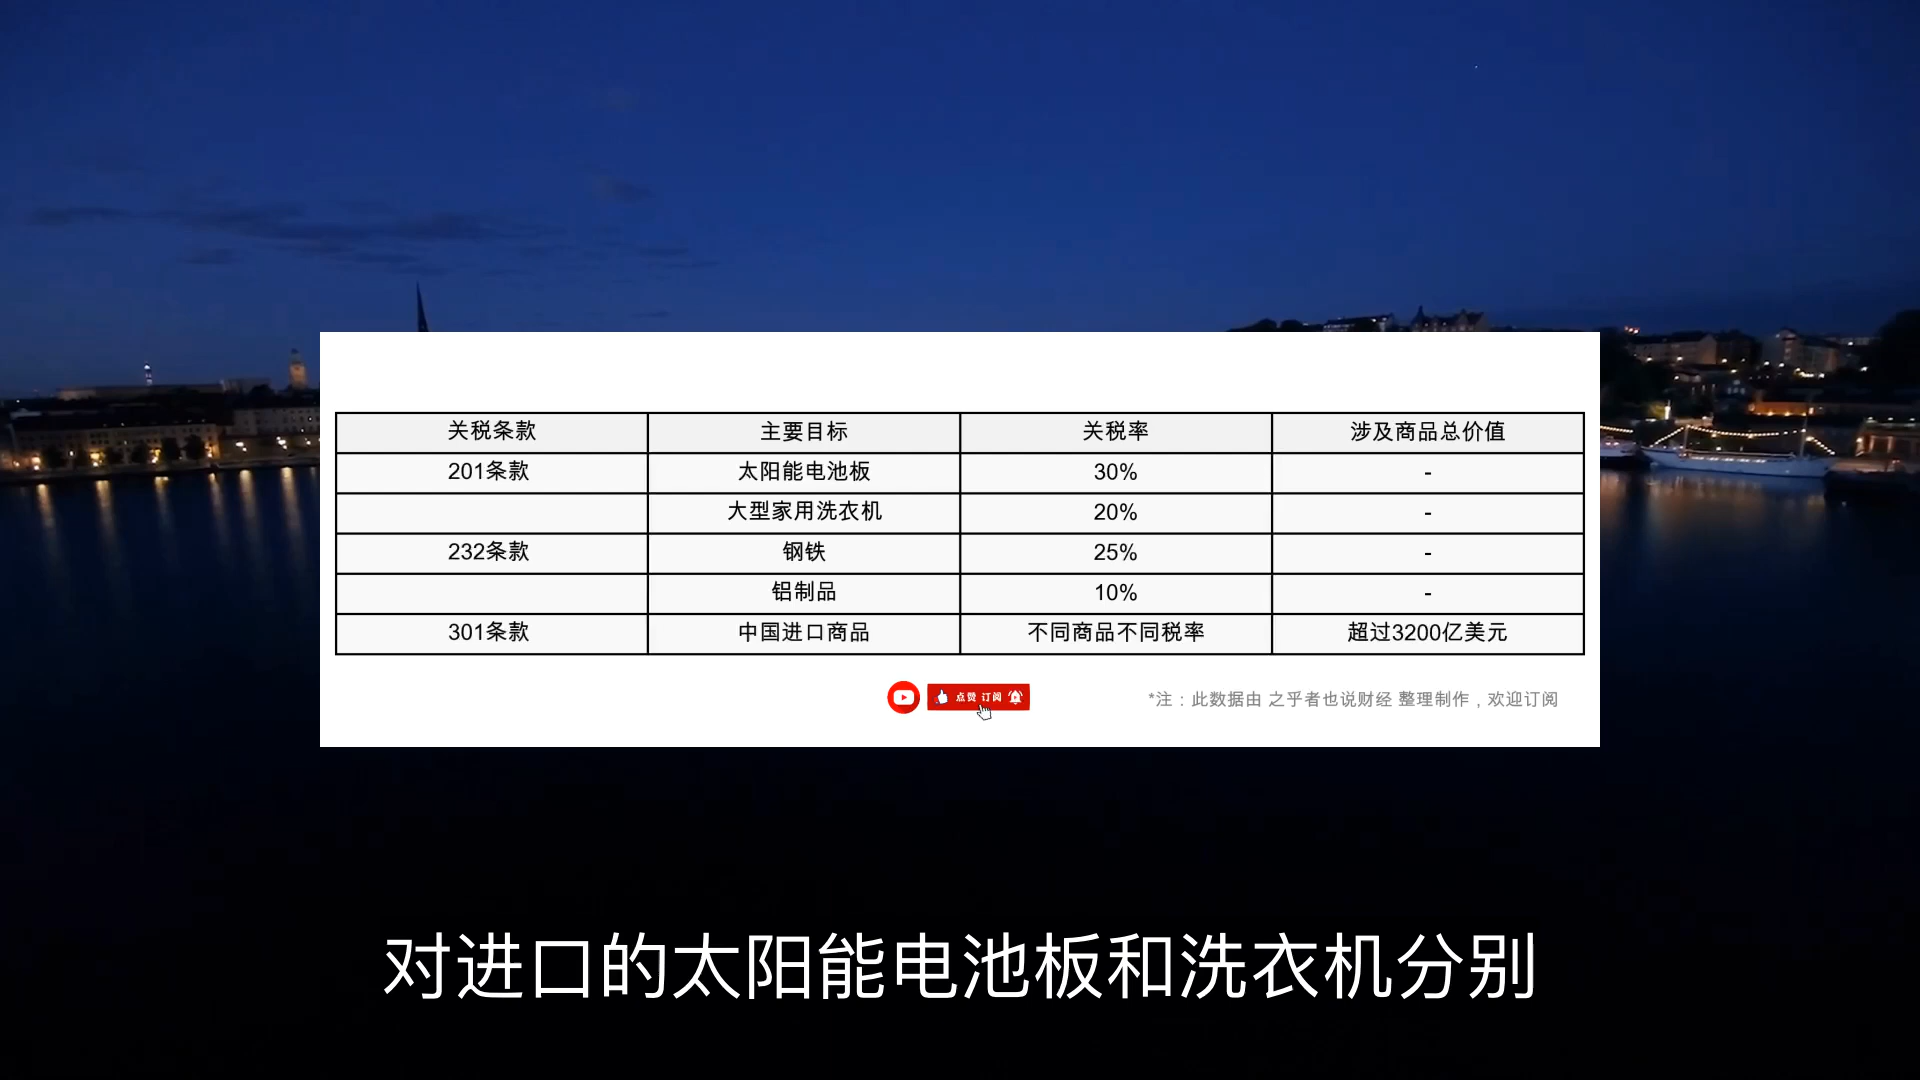 关税条款 主要目标 关税率 涉及商品总价值
201条款 太阳能电池板 30% -
大型家用洗衣机 20% -
232条款 钢铁 25% -
铝制品 10% -
301条款 中国进口商品 不同商品不同税率 超过3200亿美元
点赞 订阅
*注：此数据由 之乎者也说财经 整理制作，欢迎订阅
对进口的太阳能电池板和洗衣机分别